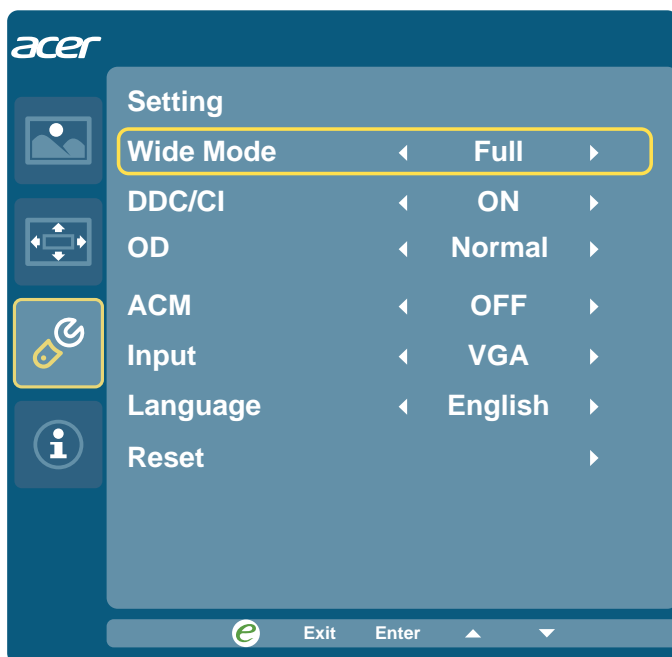 acer
Setting
Wide Mode Full
DDC/CI ON
OD Normal
ACM OFF
Input VGA
Language English
Reset
e Exit Enter